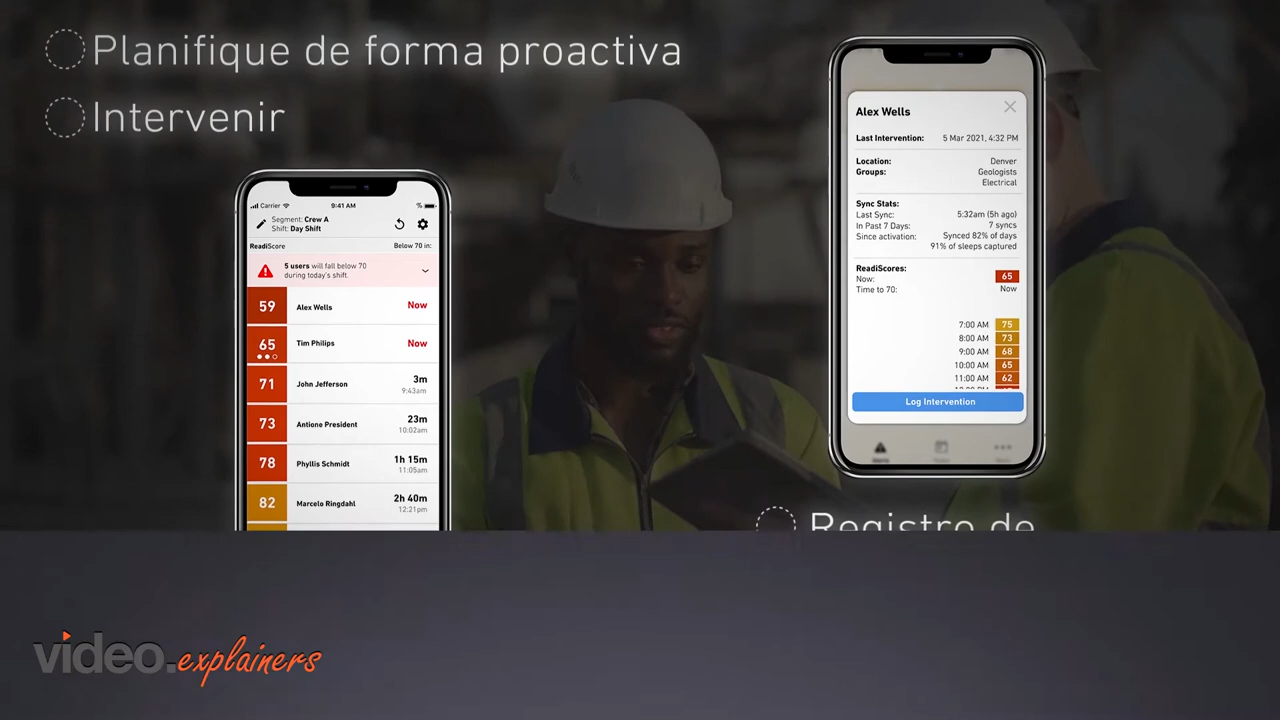 Planifique de forma proactiva
Intervenir
Carrier
9:41 AM
%
Segment: Crew A
Shift: Day Shift
ReadiScore
Below 70 in:
5 users will fall below 70
during today's shift.
59 Alex Wells Now
65 Tim Philips Now
71 John Jefferson 3m
9:43am
73 Antione President 23m
10:02am
78 Phyllis Schmidt 1h 15m
11:05am
82 Marcelo Ringdahl 2h 40m
12:21pm
Alex Wells
Last Intervention: 5 Mar 2021, 4:32 PM
Location: Denver
Groups: Geologists
Electrical
Sync Stats:
Last Sync: 5:32am (5h ago)
In Past 7 Days: 7 syncs
Since activation: Synced 82% of days
91% of sleeps captured
ReadiScores:
Now: 65
Time to 70: Now
7:00 AM 75
8:00 AM 73
9:00 AM 68
10:00 AM 65
11:00 AM 62
Log Intervention
Registro de
video.explainers